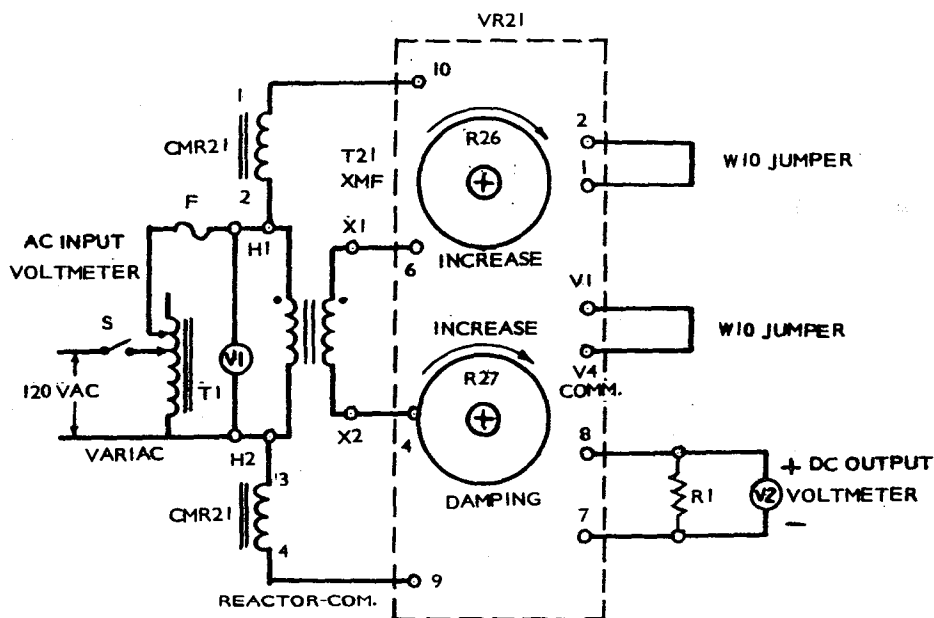 VR21
10
1
CMR21
2
R26
2
1
W10 JUMPER
T21
XMF
F
H1
X1
6
INCREASE
AC INPUT
VOLTMETER
S
V1
120 VAC
T1
VARIAC
H2
X2
4
INCREASE
R27
DAMPING
V1
V4
COMM.
W10 JUMPER
8
7
R1
V2
+ DC OUTPUT
VOLTMETER
−
3
CMR21
4
9
REACTOR-COM.